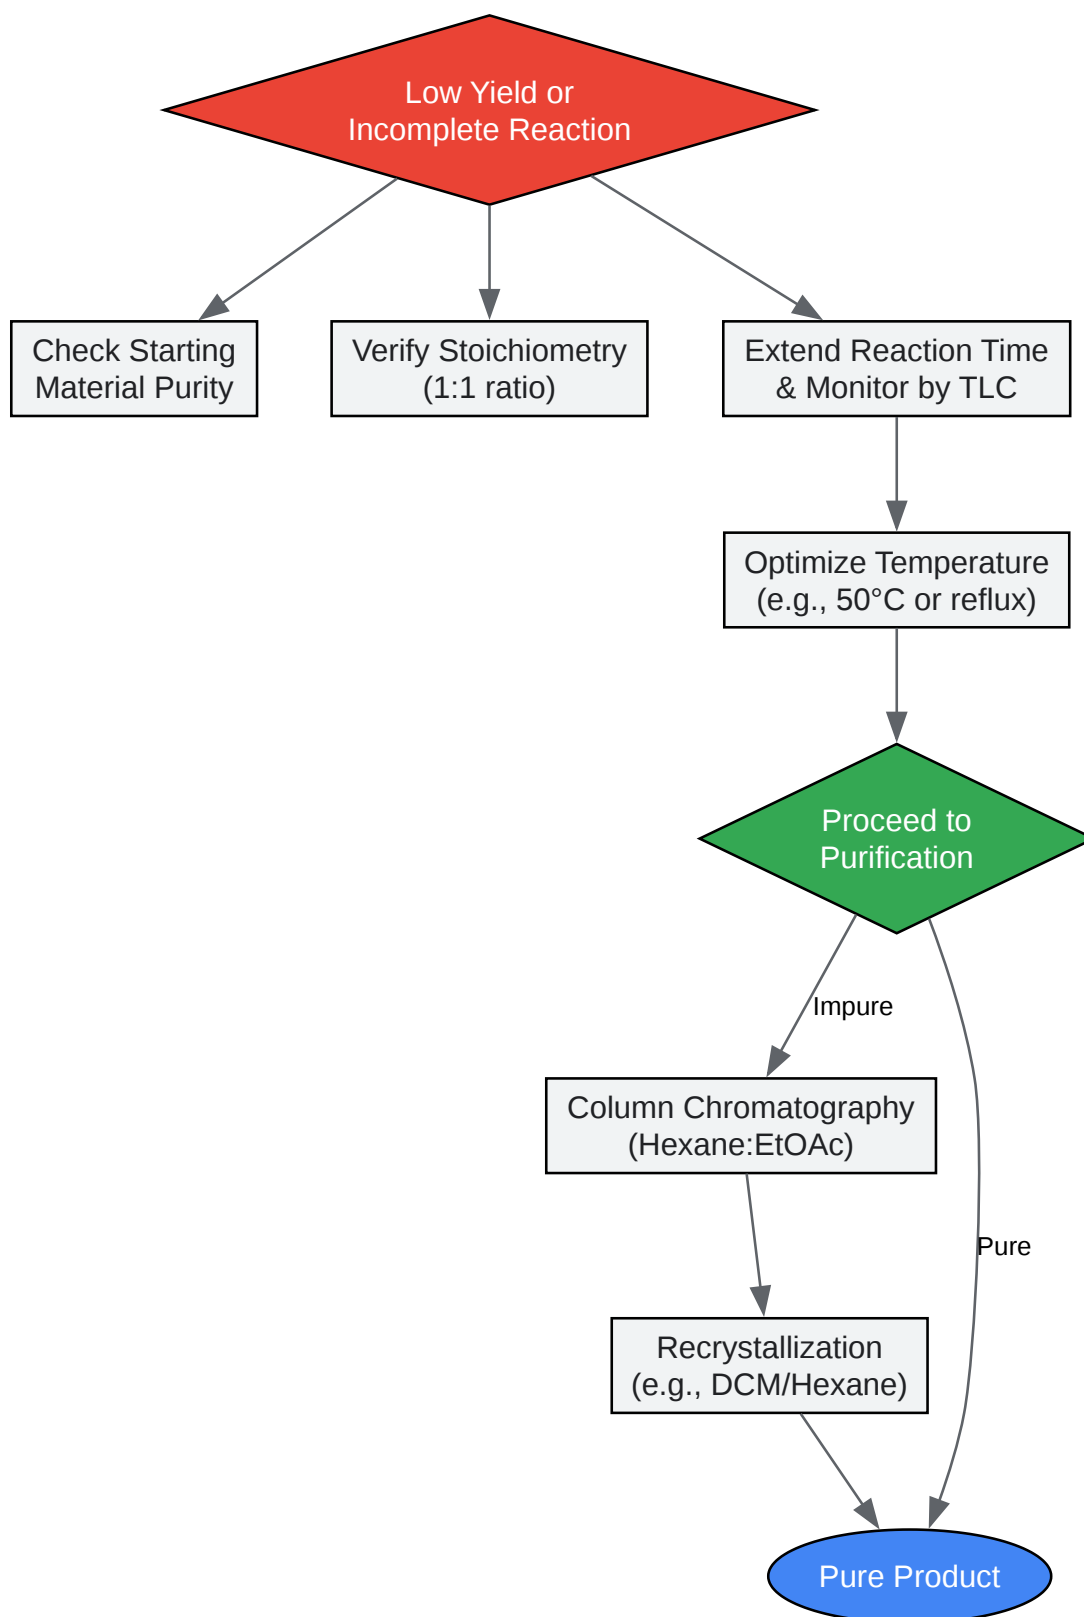 Low Yield or
Incomplete Reaction
Check Starting
Material Purity
Verify Stoichiometry
(1:1 ratio)
Extend Reaction Time
& Monitor by TLC
Optimize Temperature
(e.g., 50°C or reflux)
Proceed to
Purification
Impure
Column Chromatography
(Hexane:EtOAc)
Pure
Recrystallization
(e.g., DCM/Hexane)
Pure Product